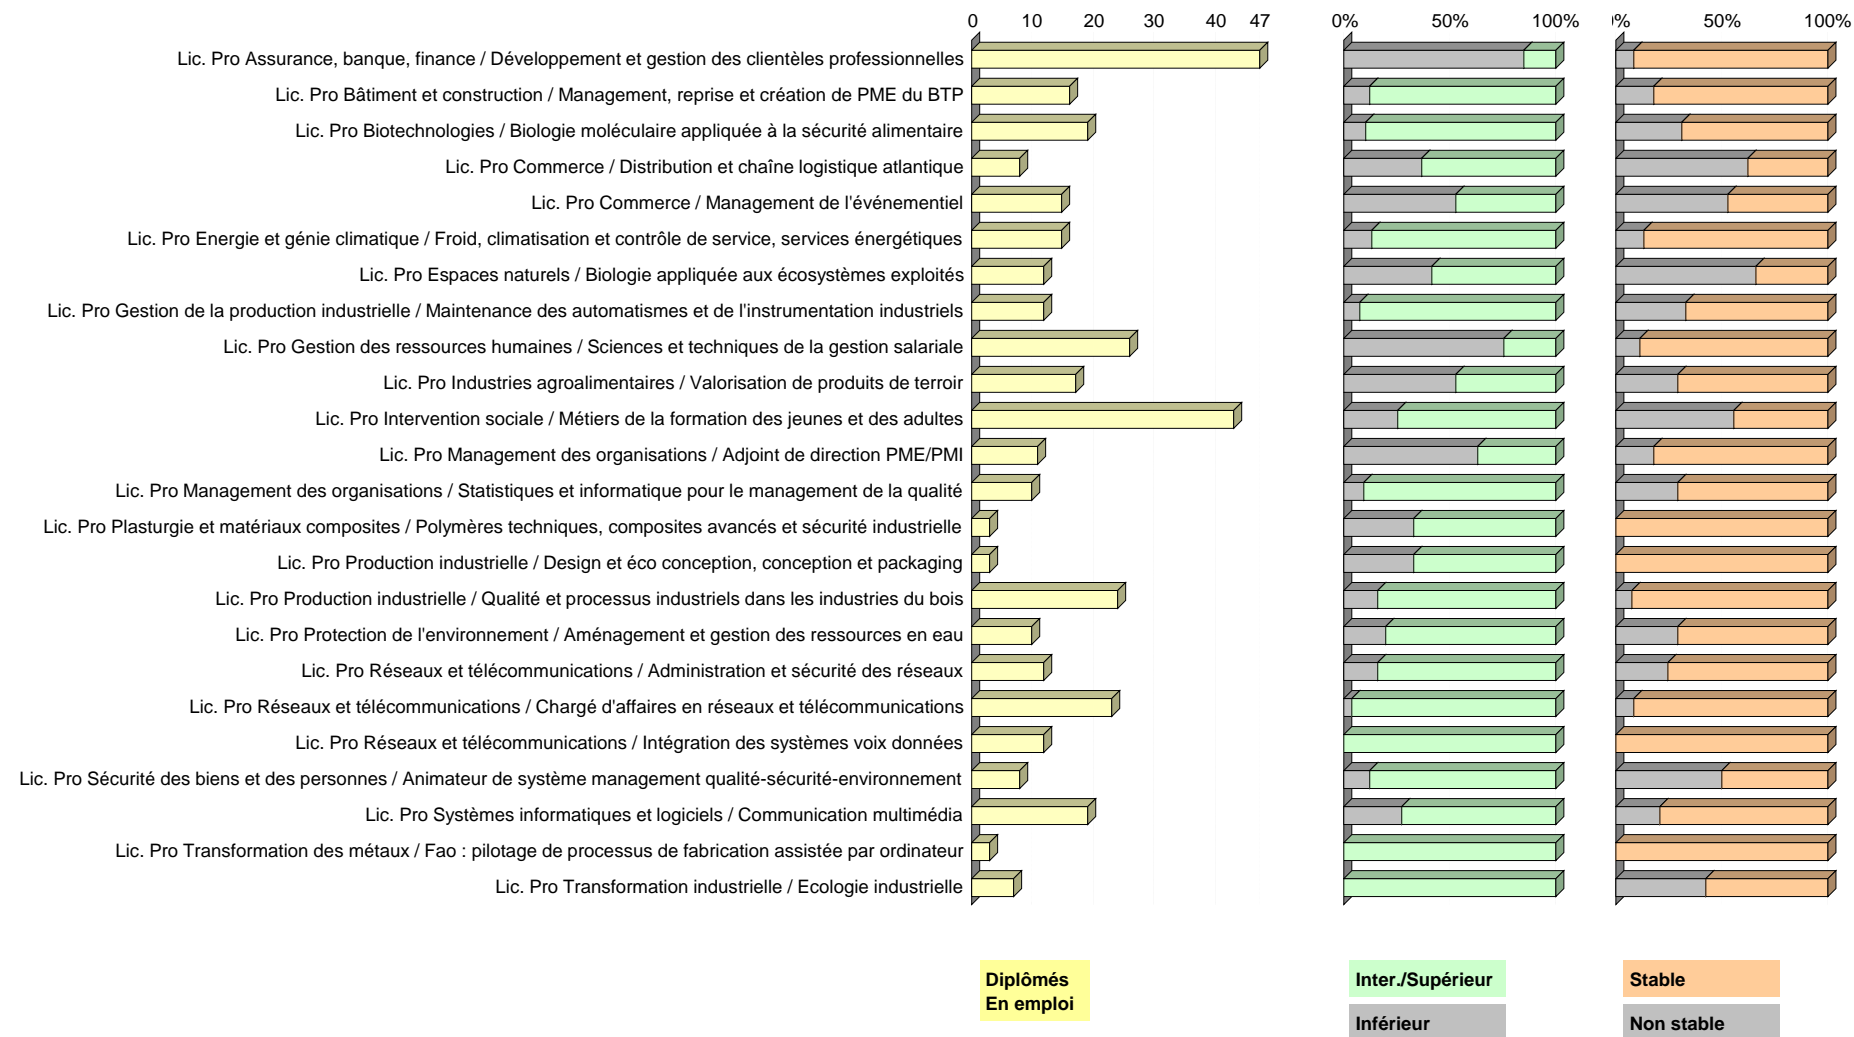 0 10 20 30 40 47 0% 50% 100% 0% 50% 100%
Lic. Pro Assurance, banque, finance / Développement et gestion des clientèles professionnelles
Lic. Pro Bâtiment et construction / Management, reprise et création de PME du BTP
Lic. Pro Biotechnologies / Biologie moléculaire appliquée à la sécurité alimentaire
Lic. Pro Commerce / Distribution et chaîne logistique atlantique
Lic. Pro Commerce / Management de l'événementiel
Lic. Pro Energie et génie climatique / Froid, climatisation et contrôle de service, services énergétiques
Lic. Pro Espaces naturels / Biologie appliquée aux écosystèmes exploités
Lic. Pro Gestion de la production industrielle / Maintenance des automatismes et de l'instrumentation industriels
Lic. Pro Gestion des ressources humaines / Sciences et techniques de la gestion salariale
Lic. Pro Industries agroalimentaires / Valorisation de produits de terroir
Lic. Pro Intervention sociale / Métiers de la formation des jeunes et des adultes
Lic. Pro Management des organisations / Adjoint de direction PME/PMI
Lic. Pro Management des organisations / Statistiques et informatique pour le management de la qualité
Lic. Pro Plasturgie et matériaux composites / Polymères techniques, composites avancés et sécurité industrielle
Lic. Pro Production industrielle / Design et éco conception, conception et packaging
Lic. Pro Production industrielle / Qualité et processus industriels dans les industries du bois
Lic. Pro Protection de l'environnement / Aménagement et gestion des ressources en eau
Lic. Pro Réseaux et télécommunications / Administration et sécurité des réseaux
Lic. Pro Réseaux et télécommunications / Chargé d'affaires en réseaux et télécommunications
Lic. Pro Réseaux et télécommunications / Intégration des systèmes voix données
Lic. Pro Sécurité des biens et des personnes / Animateur de système management qualité-sécurité-environnement
Lic. Pro Systèmes informatiques et logiciels / Communication multimédia
Lic. Pro Transformation des métaux / Fao : pilotage de processus de fabrication assistée par ordinateur
Lic. Pro Transformation industrielle / Ecologie industrielle
Diplômés
En emploi
Inter./Supérieur
Inférieur
Stable
Non stable